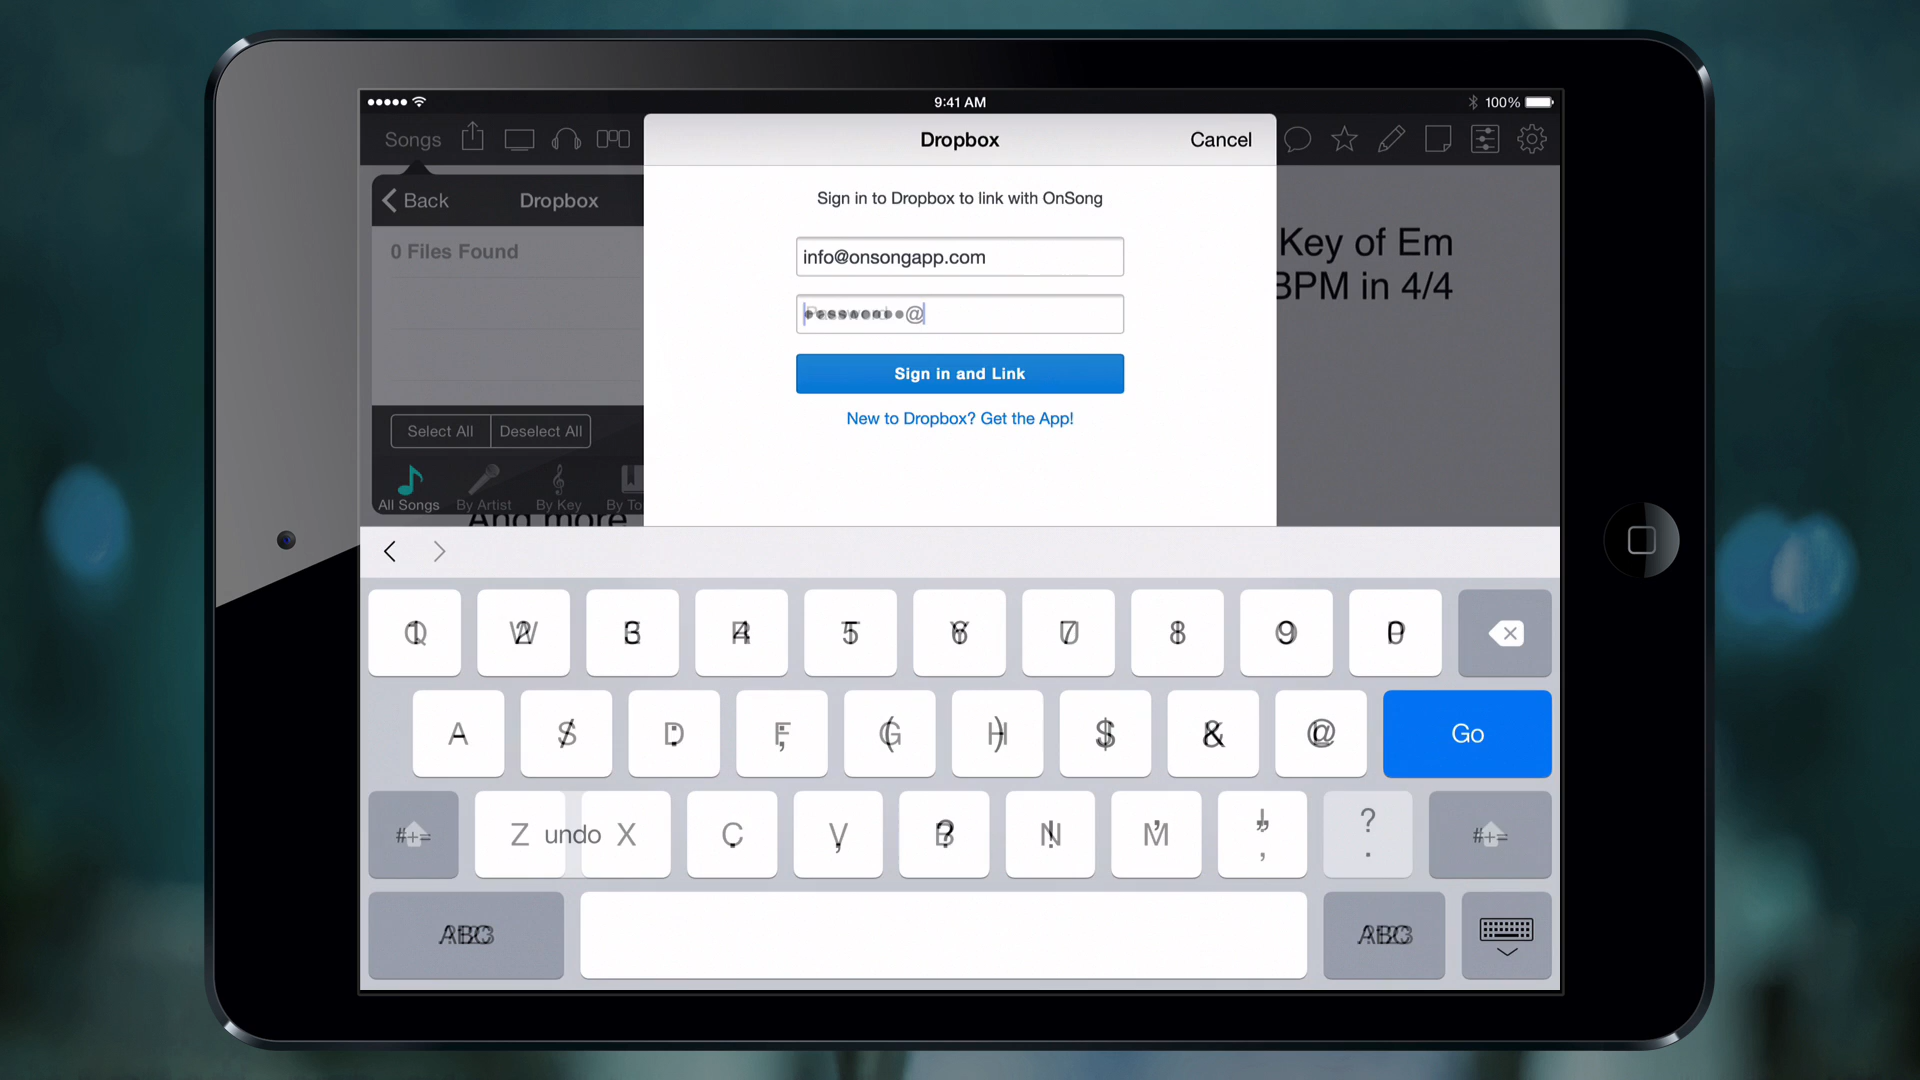 9:41 AM
100%
Songs
Dropbox
Cancel
Back
Dropbox
Sign in to Dropbox to link with OnSong
0 Files Found
Key of Em
BPM in 4/4
info@onsongapp.com
Sign in and Link
New to Dropbox? Get the App!
Select All
Deselect All
All Songs
By Artist
By Key
By To
And more
Q W E R T Y U I O P
1 2 3 4 5 6 7 8 9 0
A S D F G H J K L
- / : ; ( ) $ & @
Go
#+= Z undo X C V B N M ! ? #+=
. , ? ! ' " , .
ABC
ABC